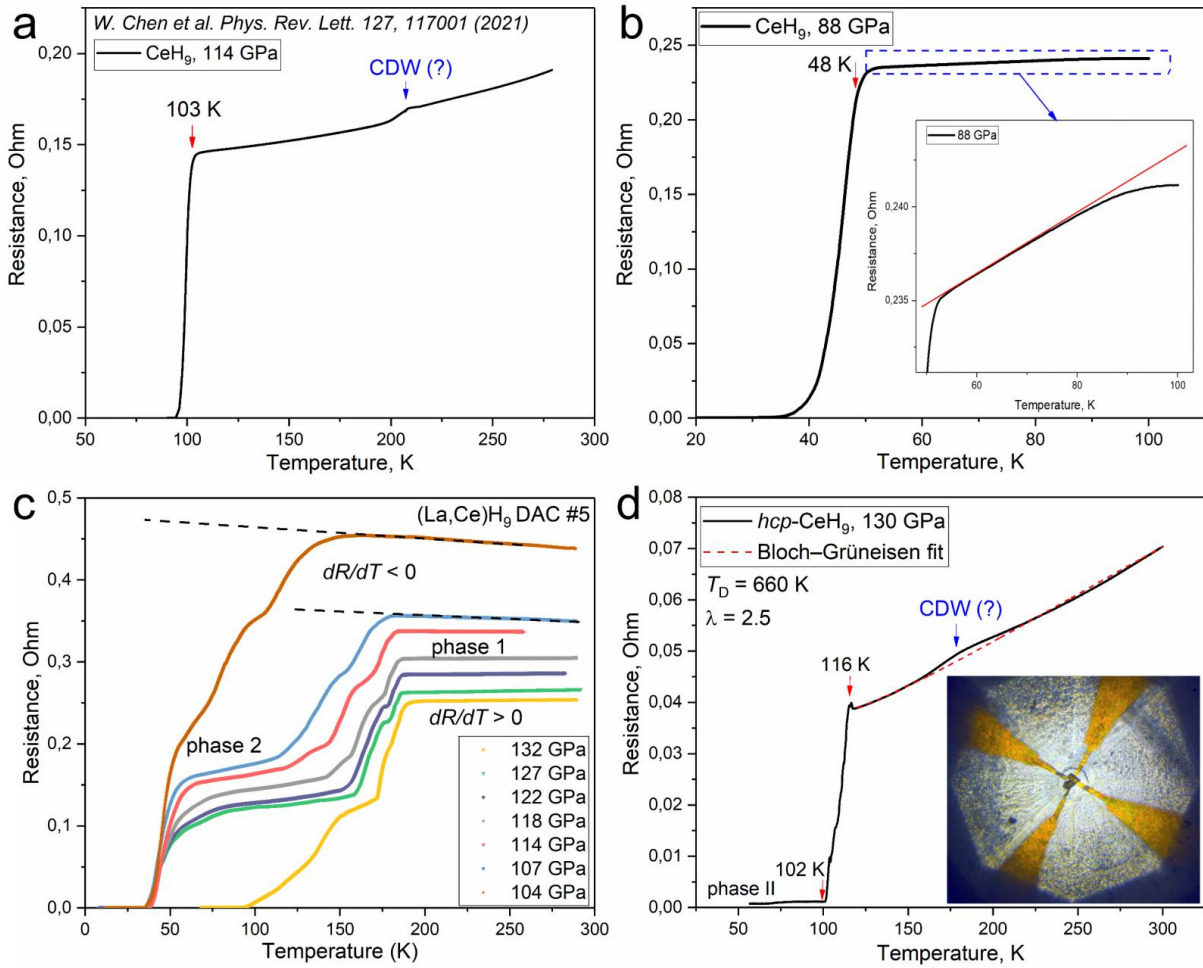 a
W. Chen et al. Phys. Rev. Lett. 127, 117001 (2021)
CeH₉, 114 GPa
CDW (?)
103 K
0,20
0,15
0,10
0,05
0,00
Resistance, Ohm
50
100
150
200
250
300
Temperature, K
b
CeH₉, 88 GPa
48 K
0,25
0,20
0,15
0,10
0,05
0,00
Resistance, Ohm
20
40
60
80
100
Temperature, K
88 GPa
0,240
0,235
Resistance, Ohm
60
80
100
Temperature, K
c
(La,Ce)H₉ DAC #5
dR/dT < 0
phase 1
phase 2
dR/dT > 0
132 GPa
127 GPa
122 GPa
118 GPa
114 GPa
107 GPa
104 GPa
0,5
0,4
0,3
0,2
0,1
0,0
Resistance, Ohm
0
50
100
150
200
250
300
Temperature (K)
d
hcp-CeH₉, 130 GPa
Bloch–Grüneisen fit
T_D = 660 K
λ = 2.5
CDW (?)
116 K
102 K
phase II
0,08
0,07
0,06
0,05
0,04
0,03
0,02
0,01
0,00
Resistance, Ohm
50
100
150
200
250
300
Temperature, K